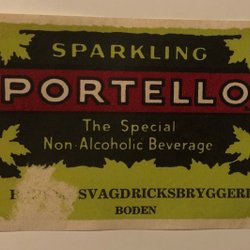 SPARKLING
PORTELLO
The Special
Non-Alcoholic Beverage
SVAGDRICKSBRYGGERI
BODEN